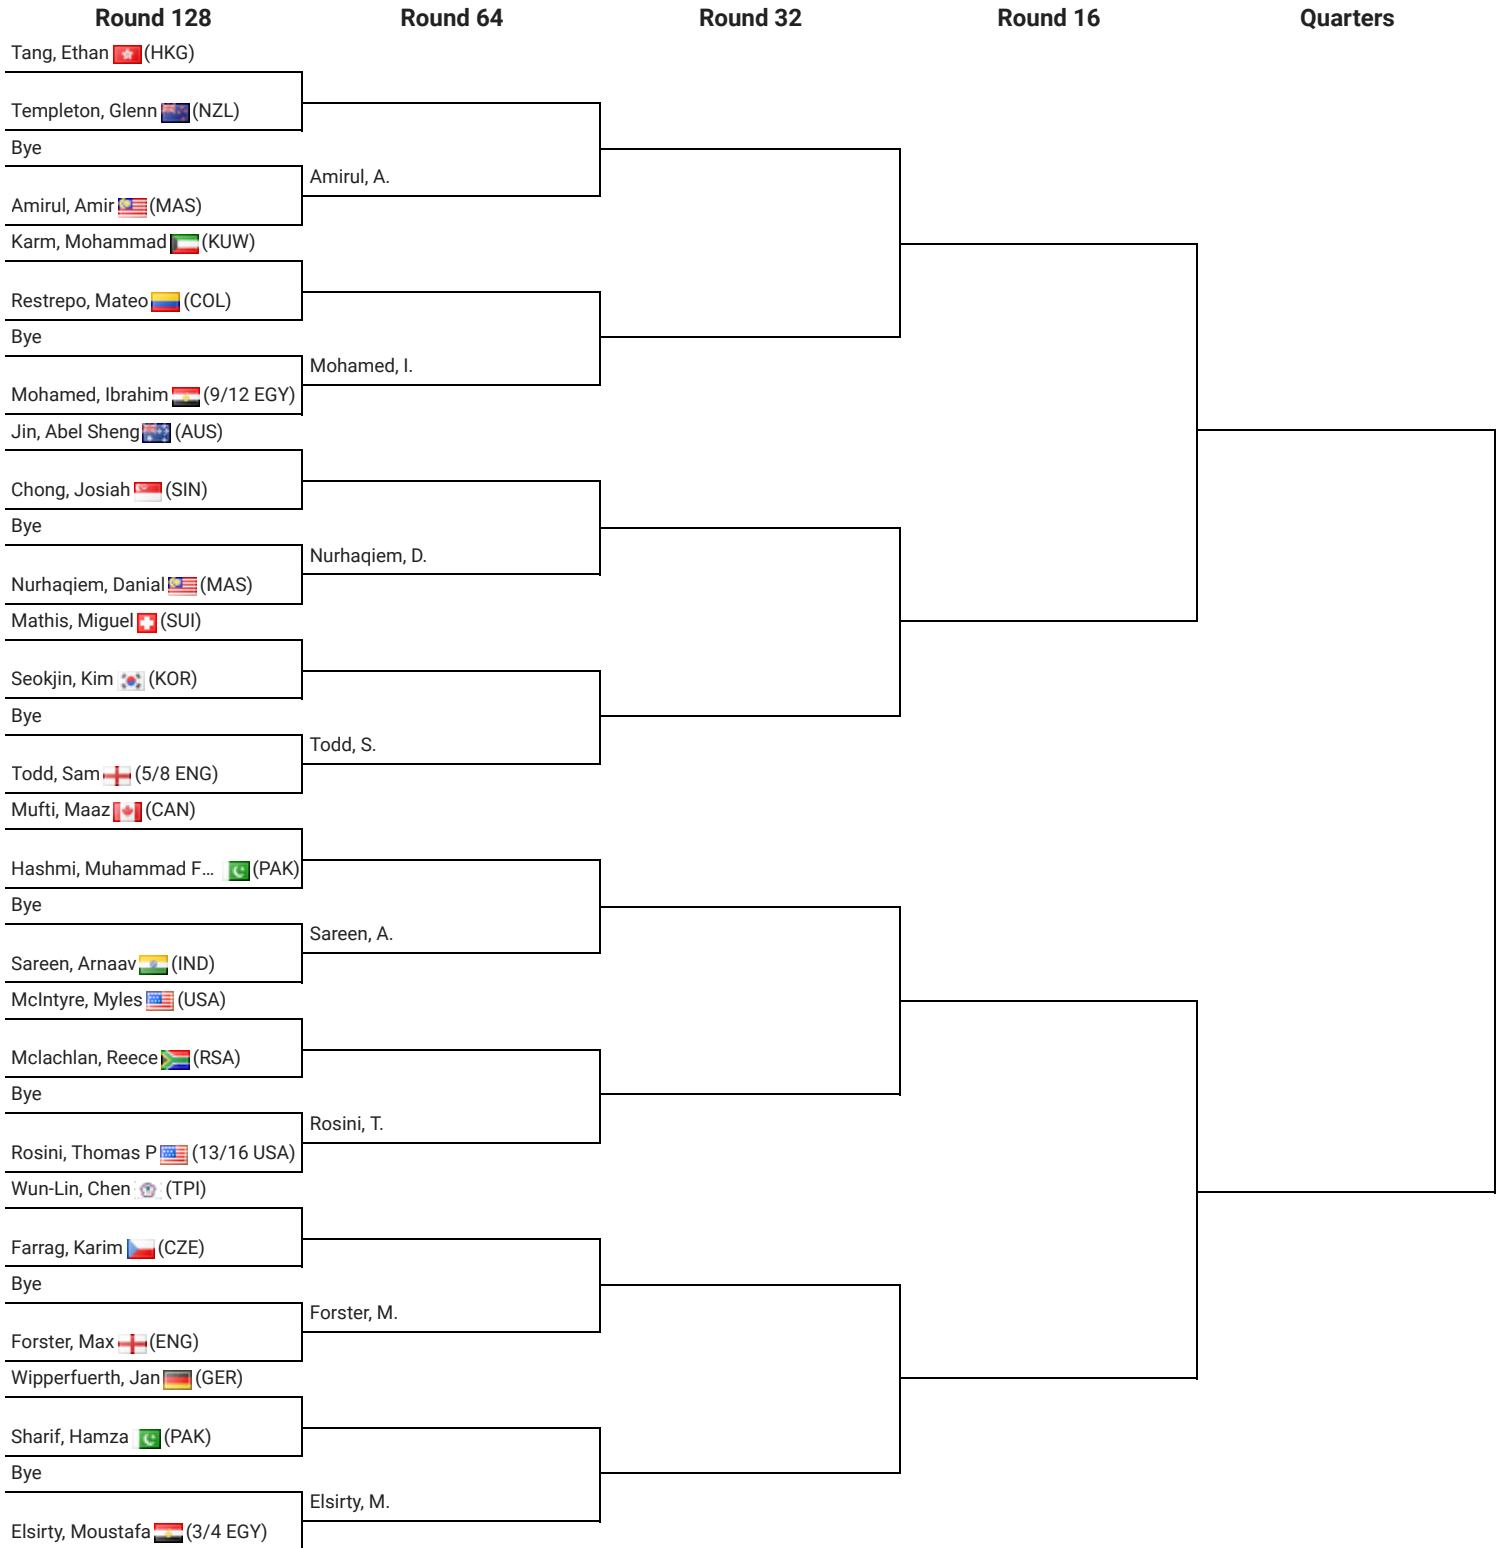 Round 128 Round 64 Round 32 Round 16 Quarters
Tang, Ethan (HKG)
Templeton, Glenn (NZL)
Bye
Amirul, A.
Amirul, Amir (MAS)
Karm, Mohammad (KUW)
Restrepo, Mateo (COL)
Bye
Mohamed, I.
Mohamed, Ibrahim (9/12 EGY)
Jin, Abel Sheng (AUS)
Chong, Josiah (SIN)
Bye
Nurhaqiem, D.
Nurhaqiem, Danial (MAS)
Mathis, Miguel (SUI)
Seokjin, Kim (KOR)
Bye
Todd, S.
Todd, Sam (5/8 ENG)
Mufti, Maaz (CAN)
Hashmi, Muhammad F... (PAK)
Bye
Sareen, A.
Sareen, Arnaav (IND)
McIntyre, Myles (USA)
Mclachlan, Reece (RSA)
Bye
Rosini, T.
Rosini, Thomas P (13/16 USA)
Wun-Lin, Chen (TPI)
Farrag, Karim (CZE)
Bye
Forster, M.
Forster, Max (ENG)
Wipperfuerth, Jan (GER)
Sharif, Hamza (PAK)
Bye
Elsirty, M.
Elsirty, Moustafa (3/4 EGY)